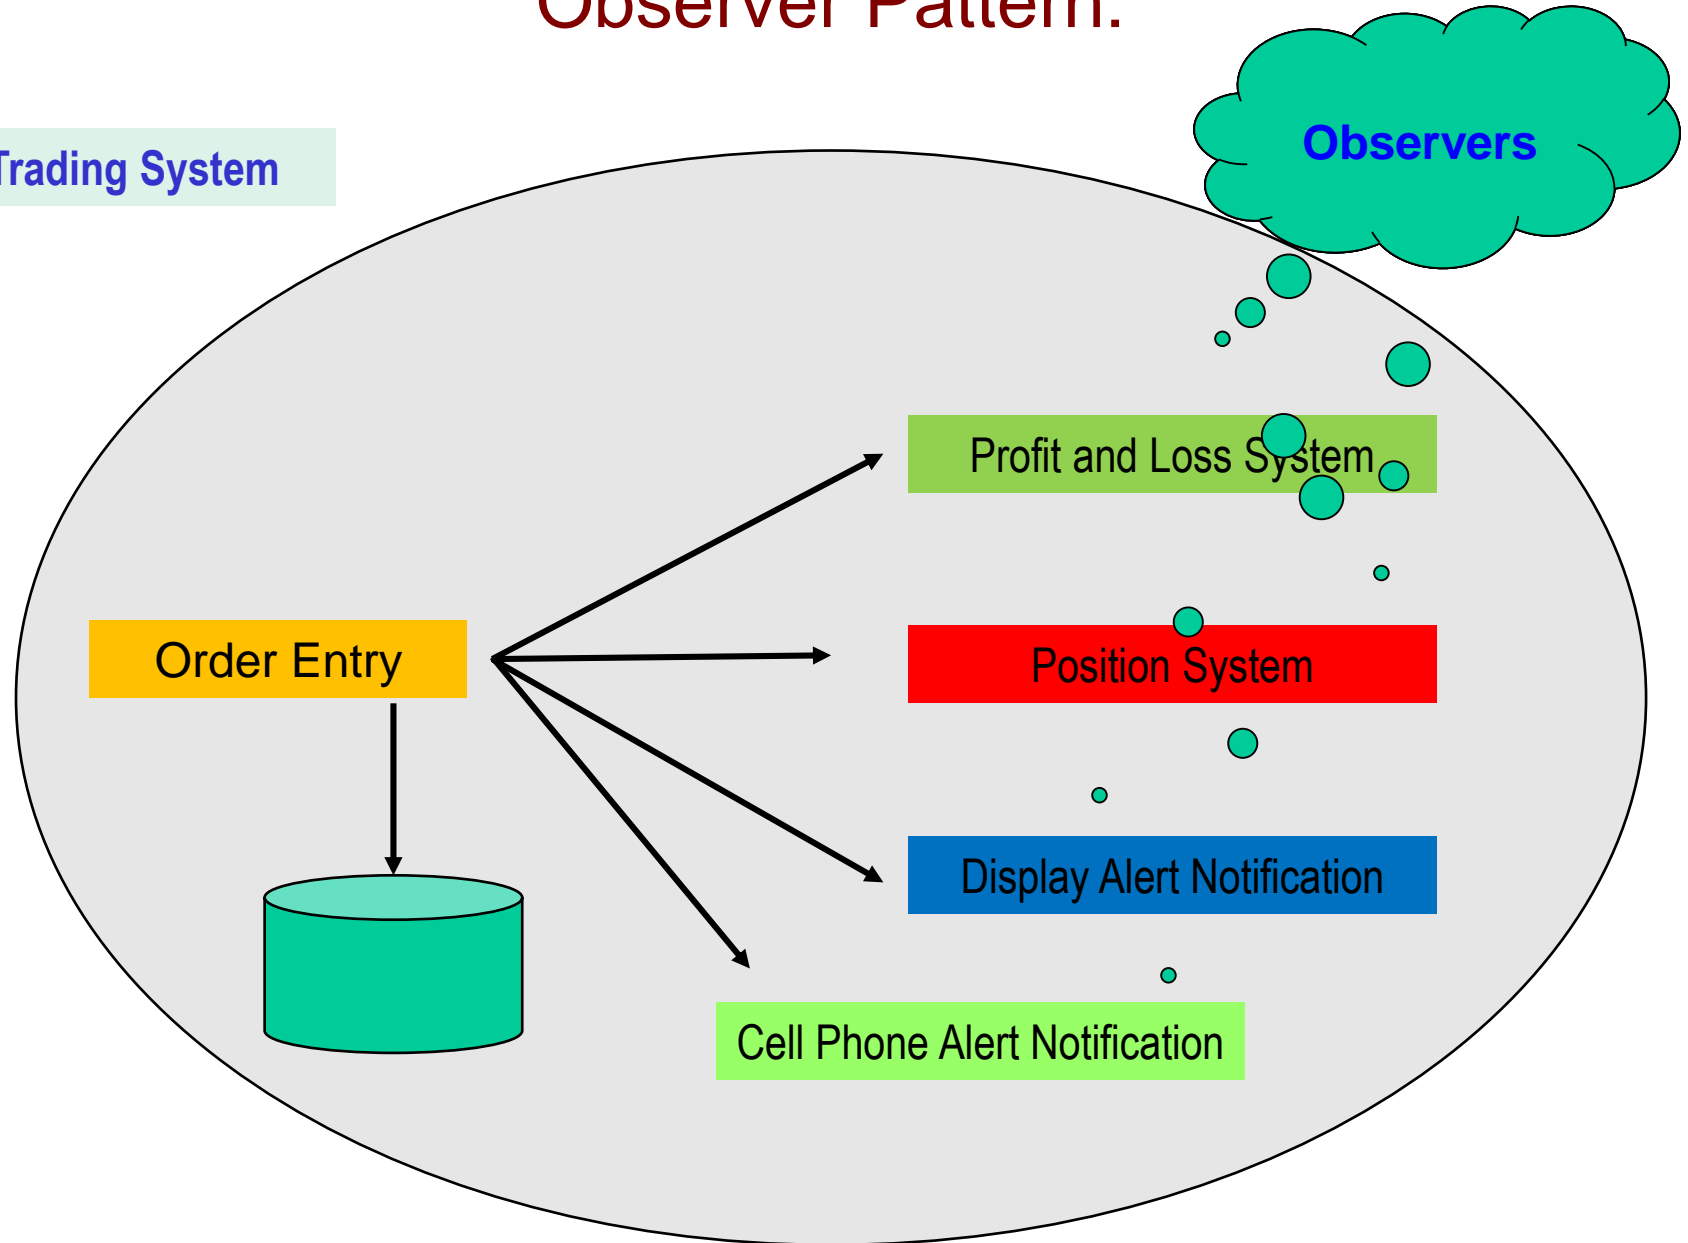 Observer Pattern.
Observers
Trading System
Profit and Loss System
Order Entry
Position System
Display Alert Notification
Cell Phone Alert Notification